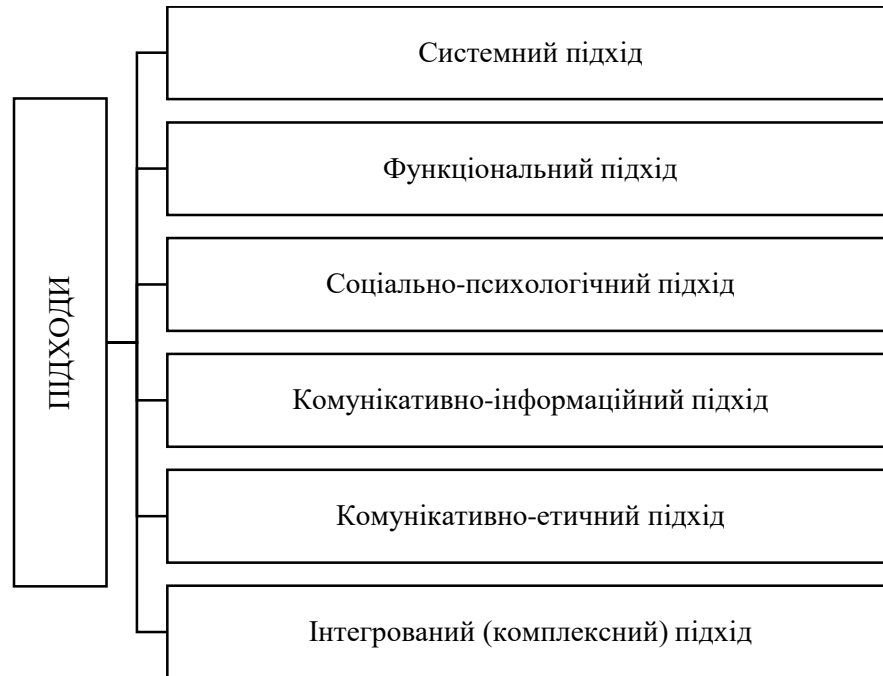 ПІДХОДИ
Системний підхід
Функціональний підхід
Соціально-психологічний підхід
Комунікативно-інформаційний підхід
Комунікативно-етичний підхід
Інтегрований (комплексний) підхід